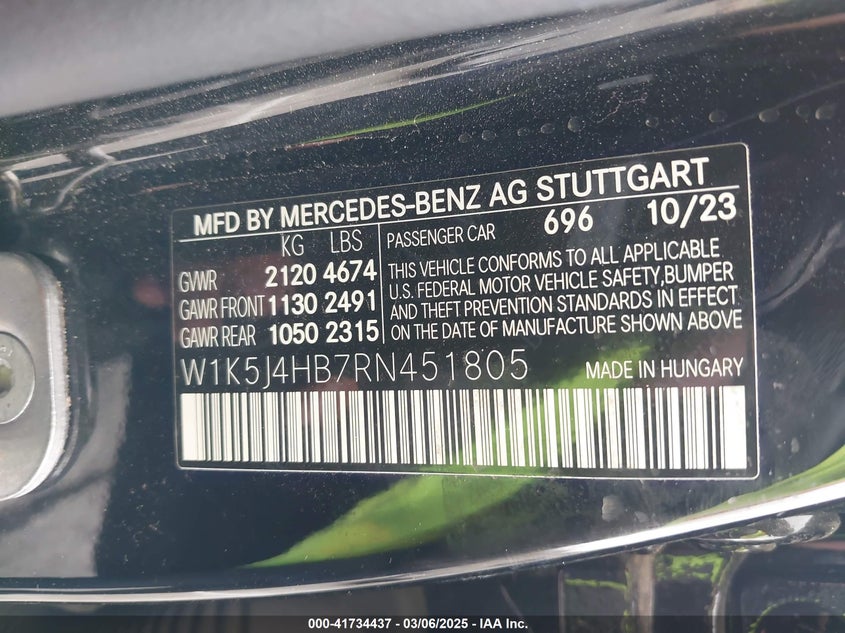 MFD BY MERCEDES-BENZ AG STUTTGART
KG LBS
GVWR 2120 4674
GAWR FRONT 1130 2491
GAWR REAR 1050 2315
PASSENGER CAR 696 10/23
THIS VEHICLE CONFORMS TO ALL APPLICABLE
U.S. FEDERAL MOTOR VEHICLE SAFETY, BUMPER
AND THEFT PREVENTION STANDARDS IN EFFECT
ON THE DATE OF MANUFACTURE SHOWN ABOVE
W1K5J4HB7RN451805 MADE IN HUNGARY
000-41734437 - 03/06/2025 - IAA Inc.